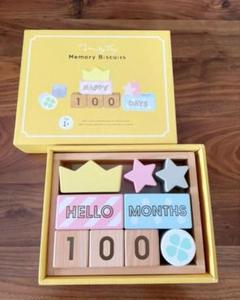 Memory Biscuits
HAPPY
100
DAYS
HELLO
MONTHS
100